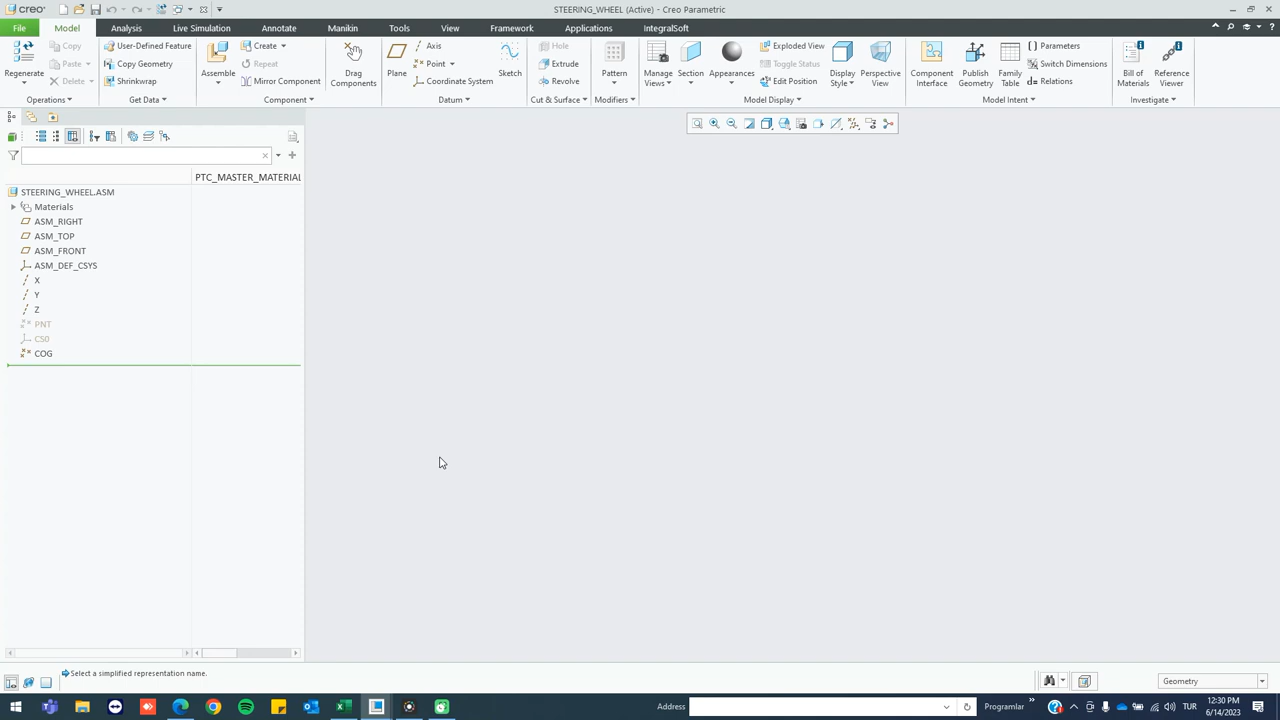 creo
STEERING_WHEEL (Active) - Creo Parametric
File
Model
Analysis
Live Simulation
Annotate
Manikin
Tools
View
Framework
Applications
IntegralSoft
Regenerate
Copy
Paste
Delete
Operations
User-Defined Feature
Copy Geometry
Shrinkwrap
Get Data
Assemble
Create
Repeat
Mirror Component
Component
Drag Components
Plane
Axis
Point
Coordinate System
Sketch
Datum
Hole
Extrude
Revolve
Cut & Surface
Pattern
Modifiers
Manage Views
Section
Appearances
Exploded View
Toggle Status
Edit Position
Display Style
Perspective View
Model Display
Component Interface
Publish Geometry
Family Table
Parameters
Switch Dimensions
Relations
Model Intent
Bill of Materials
Reference Viewer
Investigate
PTC_MASTER_MATERIAL
STEERING_WHEEL.ASM
Materials
ASM_RIGHT
ASM_TOP
ASM_FRONT
ASM_DEF_CSYS
X
Y
Z
PNT
CS0
COG
Select a simplified representation name.
Geometry
Address
Programlar
TUR
12:30 PM
6/14/2023